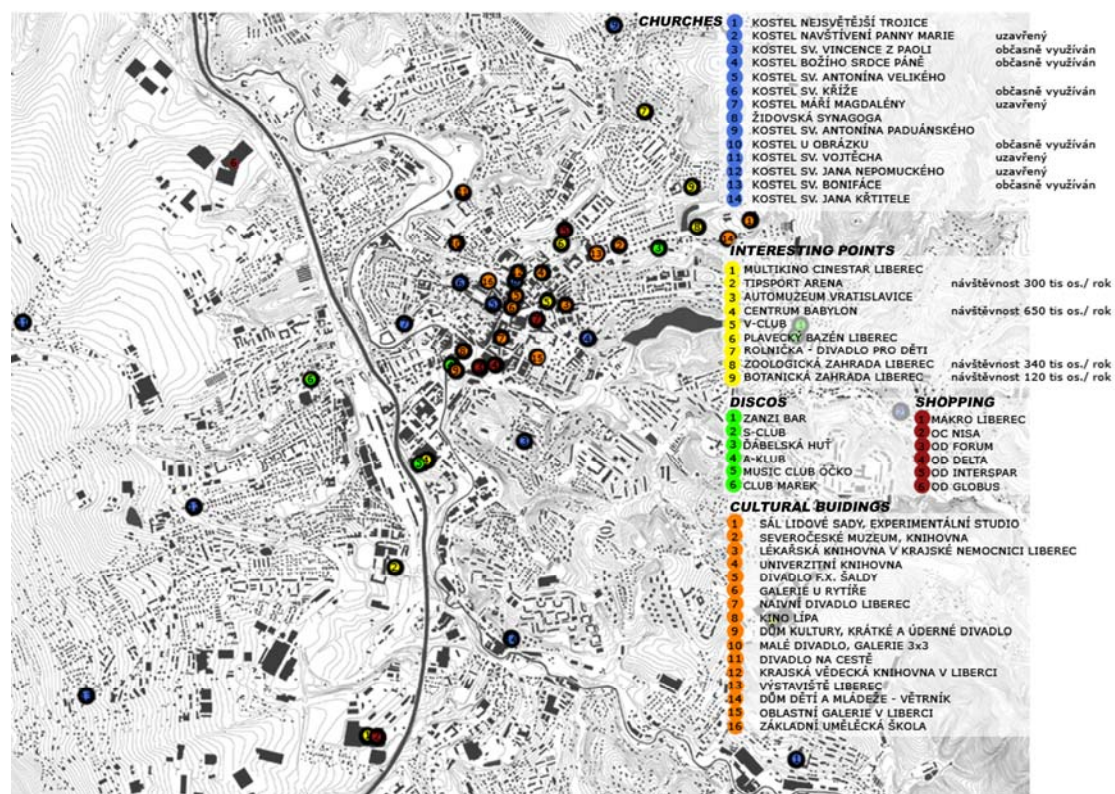 CHURCHES
1 KOSTEL NEJSVĚTĚJŠÍ TROJICE
2 KOSTEL NAVŠTÍVENÍ PANNY MARIE uzavřený
3 KOSTEL SV. VINCENCE Z PAOLI občasně využíván
4 KOSTEL BOŽÍHO SRDCE PÁNĚ občasně využíván
5 KOSTEL SV. ANTONÍNA VELIKÉHO
6 KOSTEL SV. KŘÍŽE občasně využíván
7 KOSTEL MÁŘÍ MAGDALÉNY uzavřený
8 ŽIDOVSKÁ SYNAGOGA
9 KOSTEL SV. ANTONÍNA PADUÁNSKÉHO
10 KOSTEL U OBRÁZKU občasně využíván
11 KOSTEL SV. VOJTĚCHA uzavřený
12 KOSTEL SV. JANA NEPOMUCKÉHO uzavřený
13 KOSTEL SV. BONIFÁCE občasně využíván
14 KOSTEL SV. JANA KŘTITELE
INTERESTING POINTS
1 MULTIKINO CINESTAR LIBEREC
2 TIPSPORT ARENA návštěvnost 300 tis os./ rok
3 AUTOMUZEUM VRATISLAVICE
4 CENTRUM BABYLON návštěvnost 650 tis os./ rok
5 V-CLUB
6 PLAVECKÝ BAZÉN LIBEREC
7 ROLNIČKA - DIVADLO PRO DĚTI
8 ZOOLOGICKÁ ZAHRADA LIBEREC návštěvnost 340 tis os./ rok
9 BOTANICKÁ ZAHRADA LIBEREC návštěvnost 120 tis os./ rok
DISCOS
1 ZANZI BAR
2 S-CLUB
3 ĎÁBELSKÁ HUŤ
4 A-KLUB
5 MUSIC CLUB OČKO
6 CLUB MAREK
SHOPPING
1 MAKRO LIBEREC
2 OC NISA
3 OD FORUM
4 OD DELTA
5 OD INTERSPAR
6 OD GLOBUS
CULTURAL BUIDINGS
1 SÁL LIDOVÉ SADY, EXPERIMENTÁLNÍ STUDIO
2 SEVEROČESKÉ MUZEUM, KNIHOVNA
3 LÉKAŘSKÁ KNIHOVNA V KRAJSKÉ NEMOCNICI LIBEREC
4 UNIVERZITNÍ KNIHOVNA
5 DIVADLO F.X. ŠALDY
6 GALERIE U RYTÍŘE
7 NAIVNÍ DIVADLO LIBEREC
8 KINO LÍPA
9 DŮM KULTURY, KRÁTKÉ A ÚDERNÉ DIVADLO
10 MALÉ DIVADLO, GALERIE 3x3
11 DIVADLO NA CESTĚ
12 KRAJSKÁ VĚDECKÁ KNIHOVNA V LIBERCI
13 VÝSTAVIŠTĚ LIBEREC
14 DŮM DĚTÍ A MLÁDEŽE - VĚTRNÍK
15 OBLASTNÍ GALERIE V LIBERCI
16 ZÁKLADNÍ UMĚLECKÁ ŠKOLA